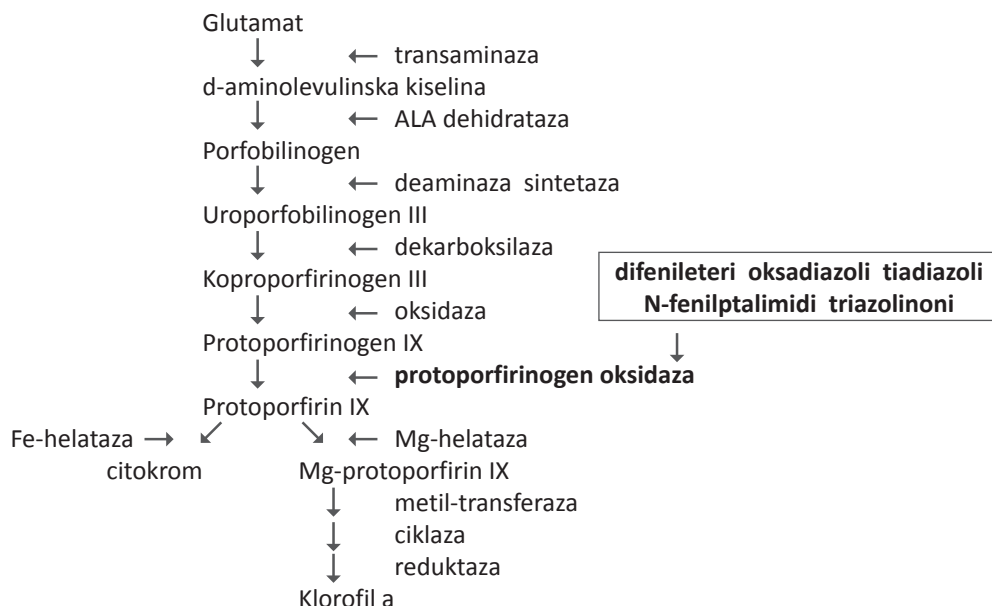 Glutamat
transaminaza
d-aminolevulinska kiselina
ALA dehidrataza
Porfobilinogen
deaminaza sintetaza
Uroporfobilinogen III
dekarboksilaza
Koproporfirinogen III
difenileteri oksadiazoli tiadiazoli
N-fenilptalimidi triazolinoni
oksidaza
Protoporfirinogen IX
protoporfirinogen oksidaza
Protoporfirin IX
Fe-helataza
Mg-helataza
citokrom
Mg-protoporfirin IX
metil-transferaza
ciklaza
reduktaza
Klorofil a